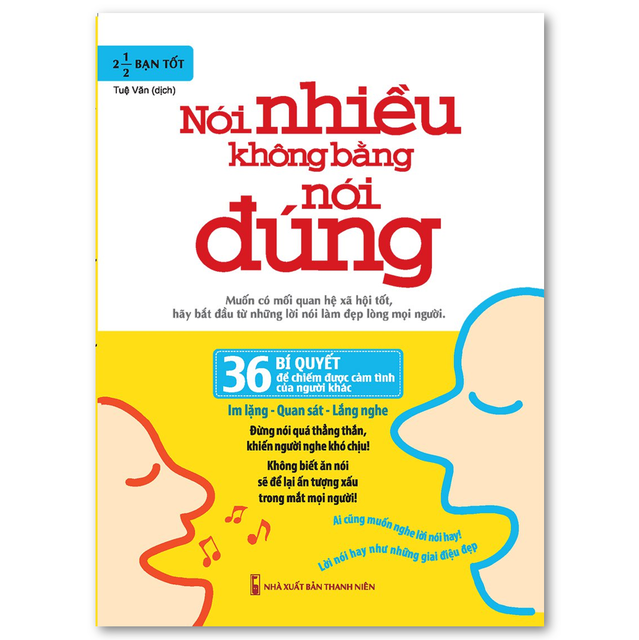 2 1/2 BẠN TỐT
Tuệ Văn (dịch)
Nói nhiều
không bằng
nói
đúng
Muốn có mối quan hệ xã hội tốt,
hãy bắt đầu từ những lời nói làm đẹp lòng mọi người.
36 BÍ QUYẾT
để chiếm được cảm tình
của người khác
Im lặng - Quan sát - Lắng nghe
Đừng nói quá thẳng thắn,
khiến người nghe khó chịu!
Không biết ăn nói
sẽ để lại ấn tượng xấu
trong mắt mọi người!
Ai cũng muốn nghe lời nói hay!
Lời nói hay như những giai điệu đẹp
NHÀ XUẤT BẢN THANH NIÊN